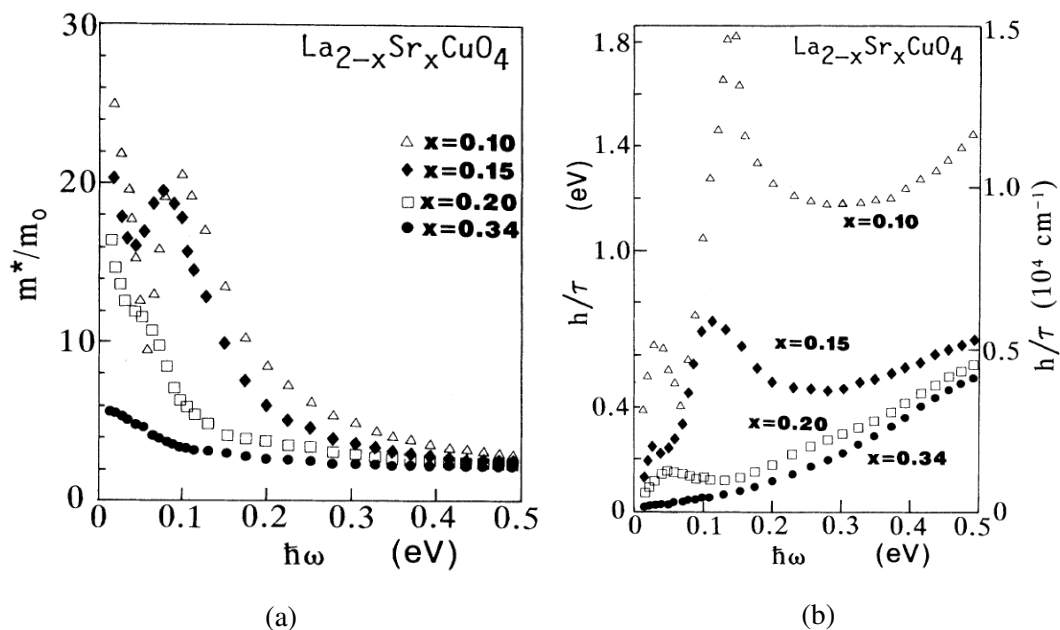 30
La₂₋ₓSrₓCuO₄
△ x=0.10
◆ x=0.15
□ x=0.20
● x=0.34
20
10
0
m*/m₀
0 0.1 0.2 0.3 0.4 0.5
ħω (eV)
(a)
1.8
1.4
1.0
0.4
0
h/τ (eV)
La₂₋ₓSrₓCuO₄
x=0.10
x=0.15
x=0.20
x=0.34
1.5
1.0
0.5
0
h/τ (10⁴ cm⁻¹)
0 0.1 0.2 0.3 0.4 0.5
ħω (eV)
(b)